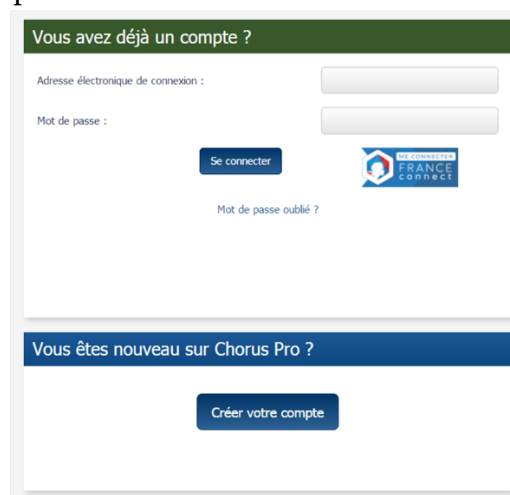 Vous avez déjà un compte ?
Adresse électronique de connexion :
Mot de passe :
Se connecter
ME CONNECTER
FRANCE
connect
Mot de passe oublié ?
Vous êtes nouveau sur Chorus Pro ?
Créer votre compte